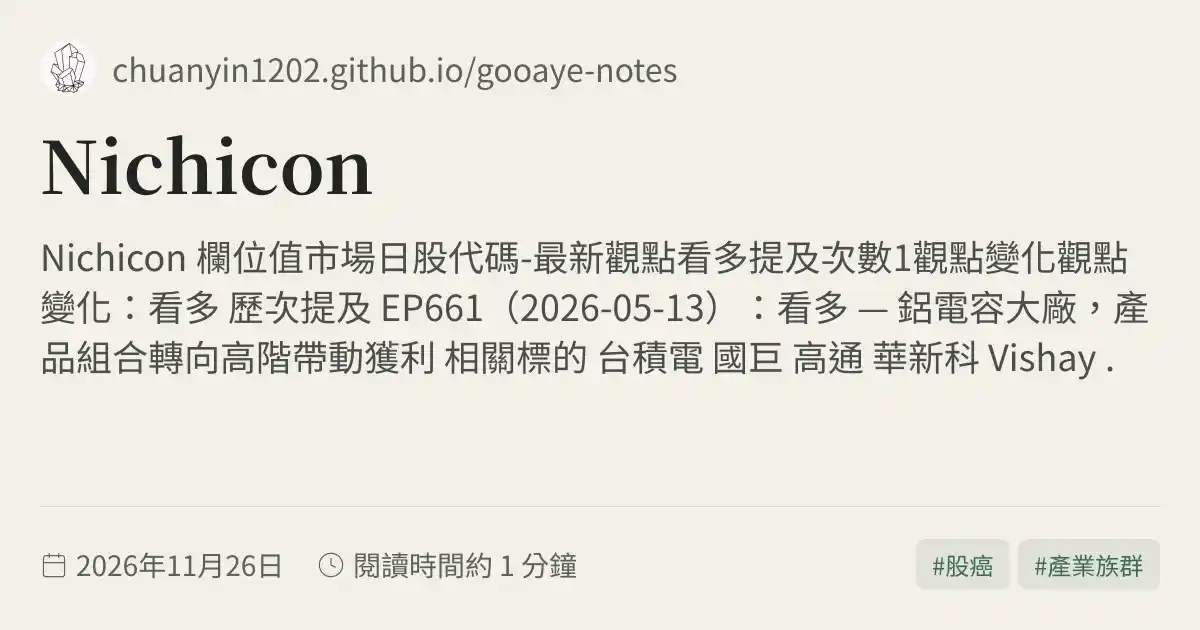 chuanyin1202.github.io/gooaye-notes
Nichicon
Nichicon 欄位值市場日股代碼-最新觀點看多提及次數1觀點變化觀點
變化：看多 歷次提及 EP661（2026-05-13）：看多 — 鋁電容大廠，產
品組合轉向高階帶動獲利 相關標的 台積電 國巨 高通 華新科 Vishay .
2026年11月26日 閱讀時間約 1 分鐘 #股癌 #產業族群